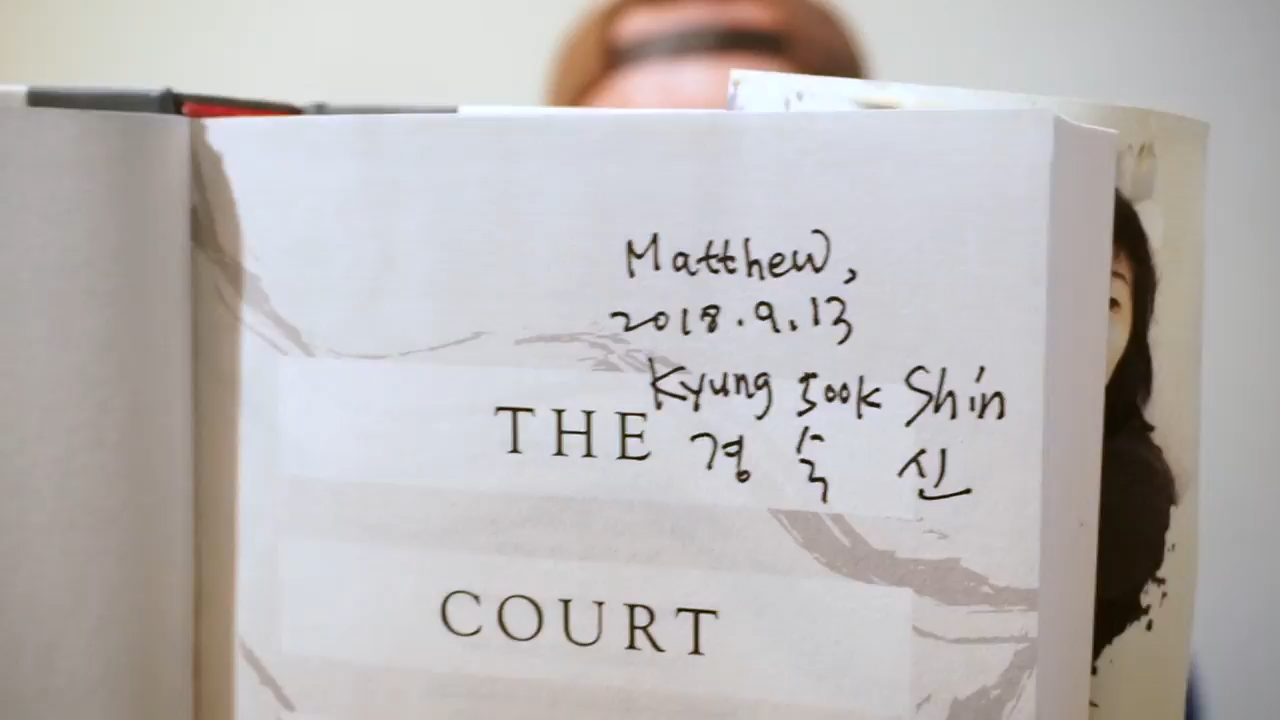 Matthew,
2018.9.13
Kyung Sook Shin
경 숙 신
THE
COURT